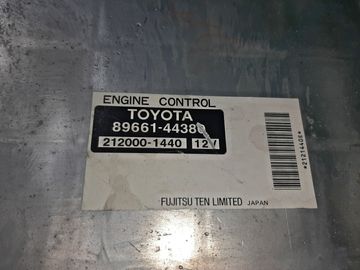 ENGINE CONTROL
TOYOTA
89661-4438
212000-1440 12V
FUJITSU TEN LIMITED JAPAN